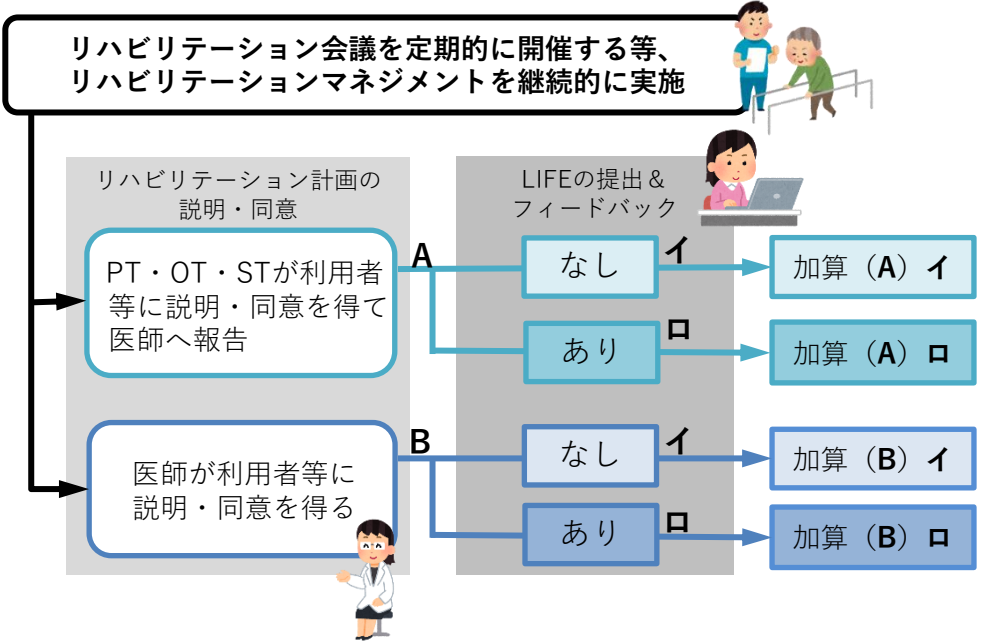 リハビリテーション会議を定期的に開催する等、
リハビリテーションマネジメントを継続的に実施
リハビリテーション計画の
説明・同意
LIFEの提出＆
フィードバック
PT・OT・STが利用者
等に説明・同意を得て
医師へ報告
A
なし
イ
加算（A）イ
あり
ロ
加算（A）ロ
医師が利用者等に
説明・同意を得る
B
なし
イ
加算（B）イ
あり
ロ
加算（B）ロ